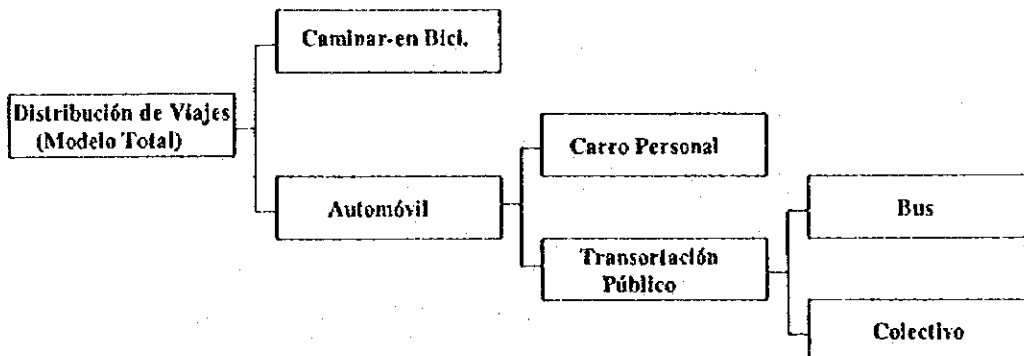 Caminar-en Bici.
Distribución de Viajes
(Modelo Total)
Carro Personal
Automóvil
Bus
Transortación
Público
Colectivo